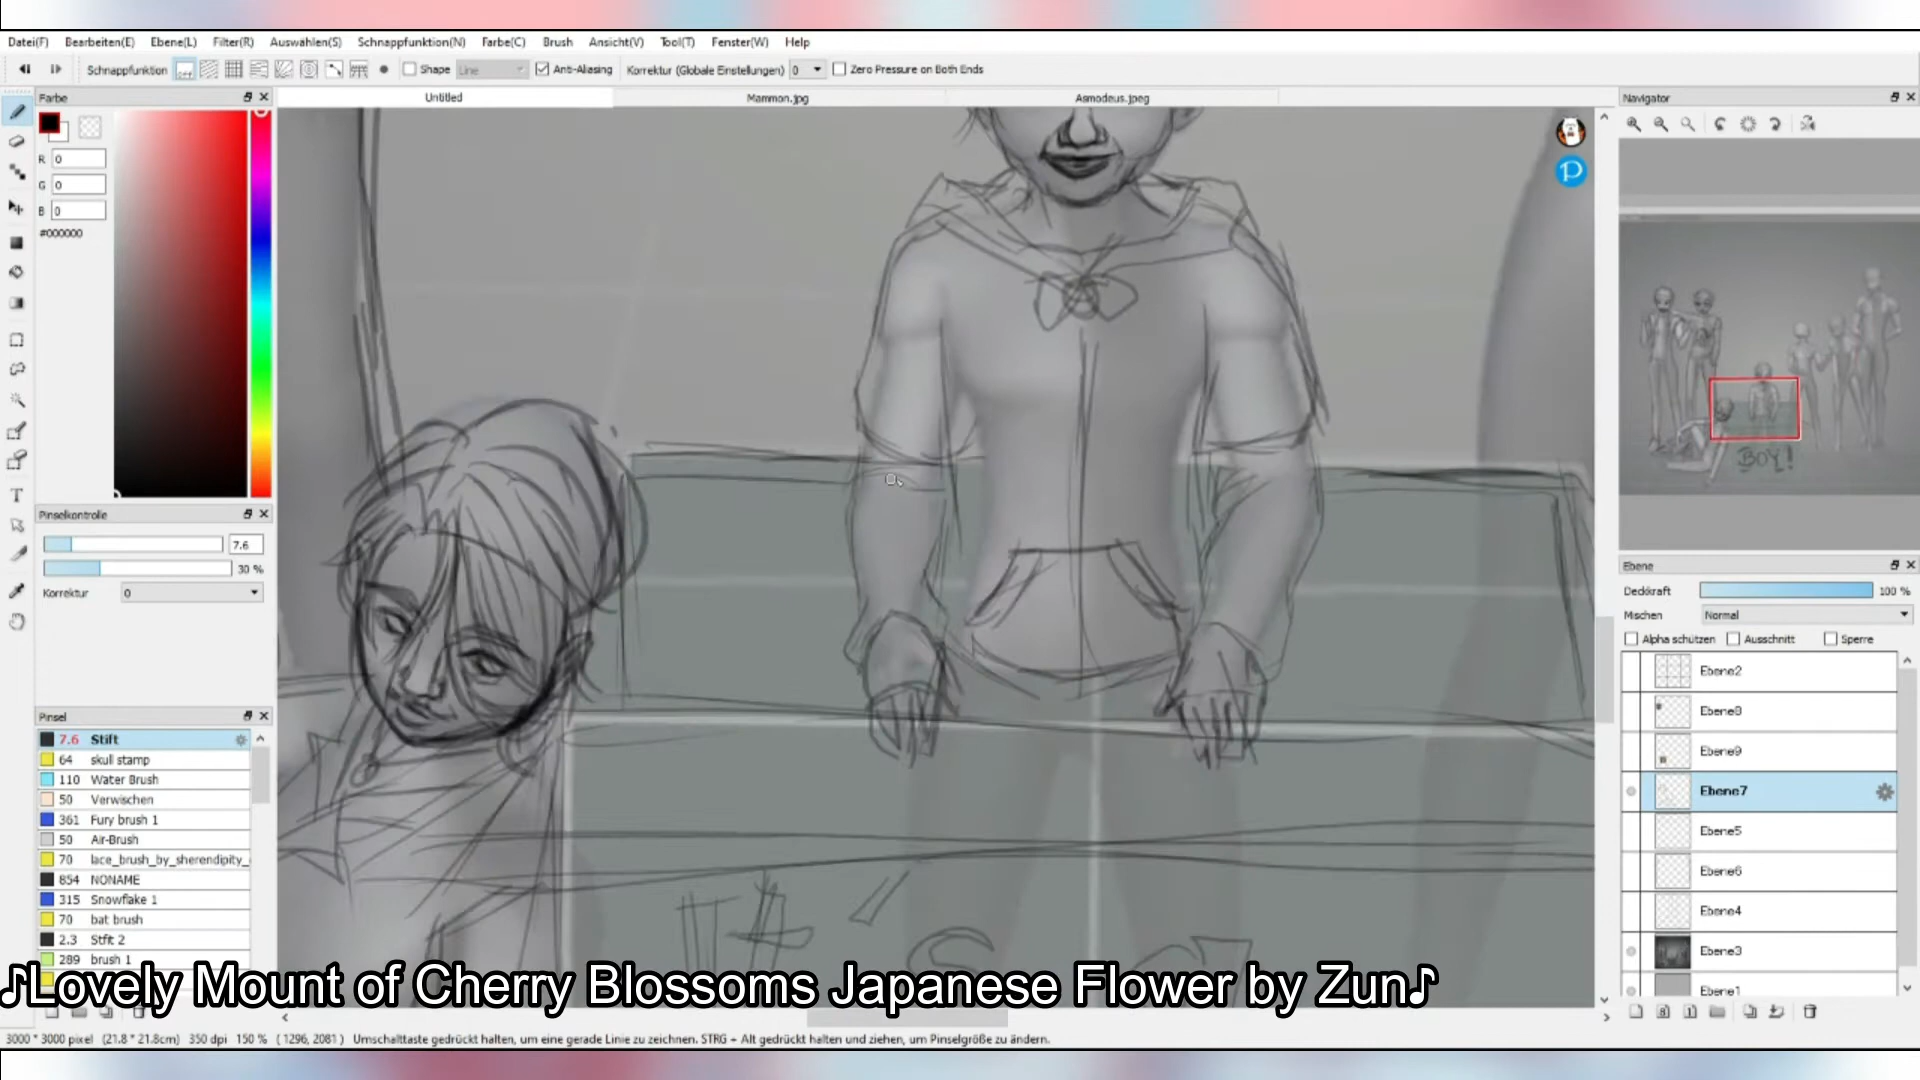 Datei(F) Bearbeiten(E) Ebene(L) Filter(R) Auswählen(S) Schnappfunktion(N) Farbe(C) Brush Ansicht(V) Tool(T) Fenster(W) Help
Schnappfunktion OFF Shape Line Anti-Aliasing Korrektur (Globale Einstellungen) 0 Zero Pressure on Both Ends
Farbe
Untitled Mammon.jpg Asmodeus.jpeg
Navigator
R 0
G 0
B 0
#000000
BOY!
Pinselkontrolle
7.6
30 %
Korrektur 0
Ebene
Deckkraft 100 %
Mischen Normal
Alpha schützen Ausschnitt Sperre
Ebene2
Ebene8
Ebene9
Ebene7
Ebene5
Ebene6
Ebene4
Ebene3
Ebene1
Pinsel
7.6 Stift
64 skull stamp
110 Water Brush
50 Verwischen
361 Fury brush 1
50 Air-Brush
70 lace_brush_by_sherendipity_
854 NONAME
315 Snowflake 1
70 bat brush
2.3 Stfit 2
289 brush 1
♪Lovely Mount of Cherry Blossoms Japanese Flower by Zun♪
3000 * 3000 pixel (21.8 * 21.8cm) 350 dpi 150 % ( 1296, 2081 ) Umschalttaste gedrückt halten, um eine gerade Linie zu zeichnen. STRG + Alt gedrückt halten und ziehen, um Pinselgröße zu ändern.